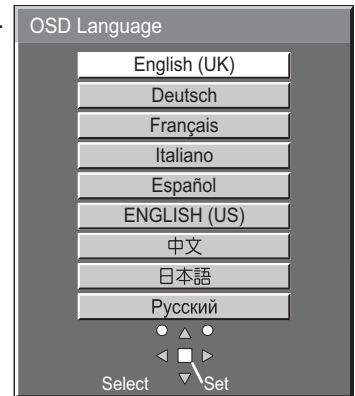 OSD Language
English (UK)
Deutsch
Français
Italiano
Español
ENGLISH (US)
中文
日本語
Русский
Select Set